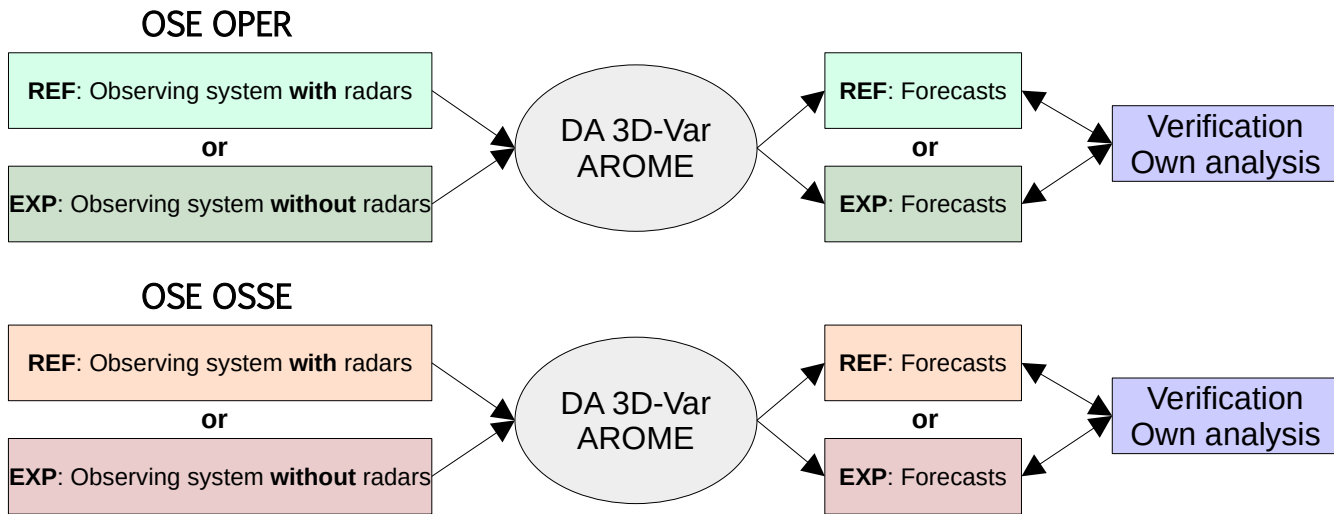 OSE OPER
REF: Observing system with radars
or
EXP: Observing system without radars
DA 3D-Var
AROME
REF: Forecasts
or
EXP: Forecasts
Verification
Own analysis
OSE OSSE
REF: Observing system with radars
or
EXP: Observing system without radars
DA 3D-Var
AROME
REF: Forecasts
or
EXP: Forecasts
Verification
Own analysis